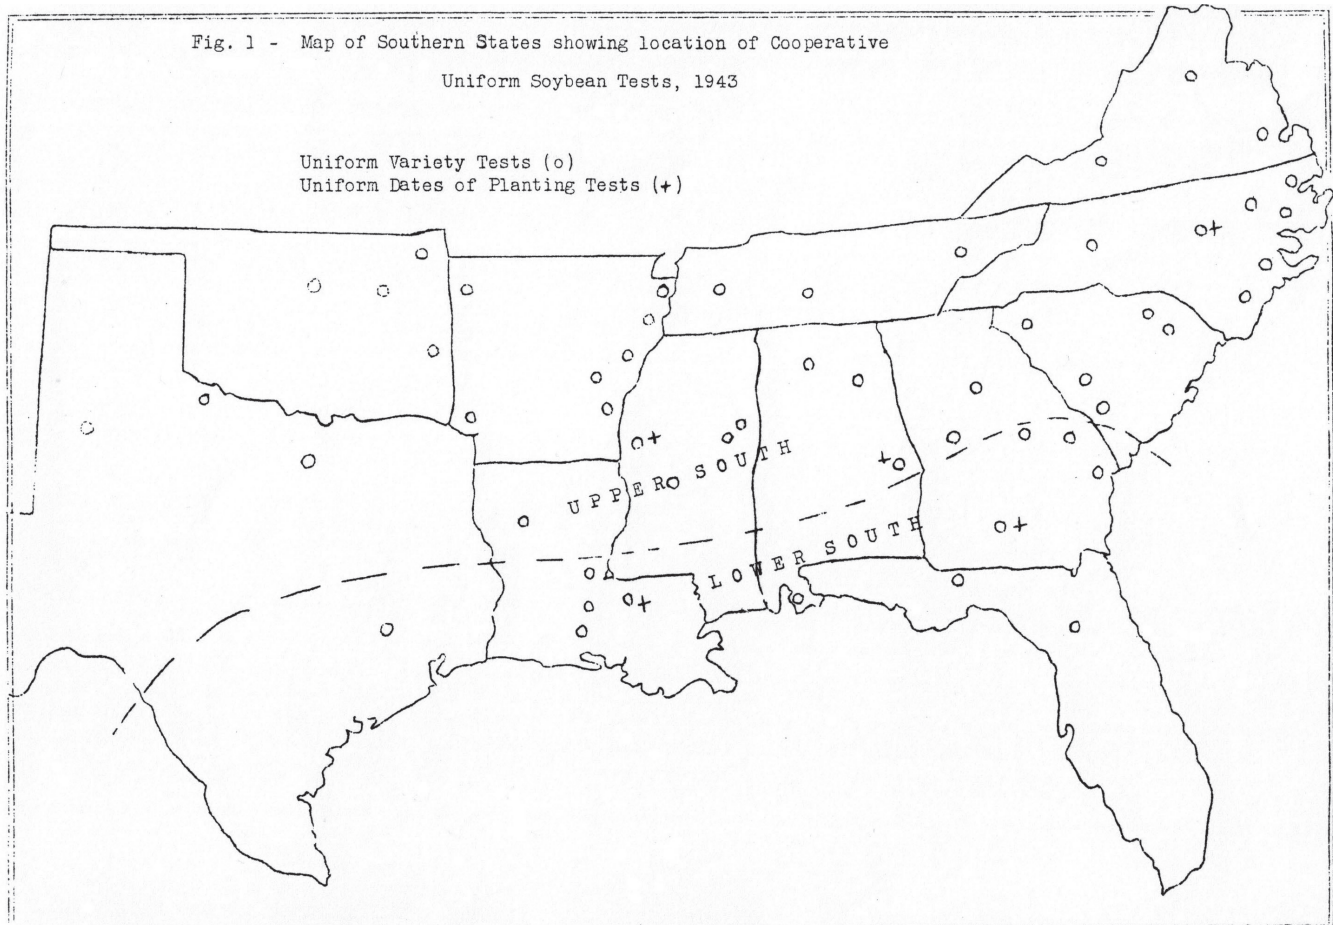 Fig. 1 - Map of Southern States showing location of Cooperative
Uniform Soybean Tests, 1943
Uniform Variety Tests (o)
Uniform Dates of Planting Tests (+)
UPPER SOUTH
LOWER SOUTH